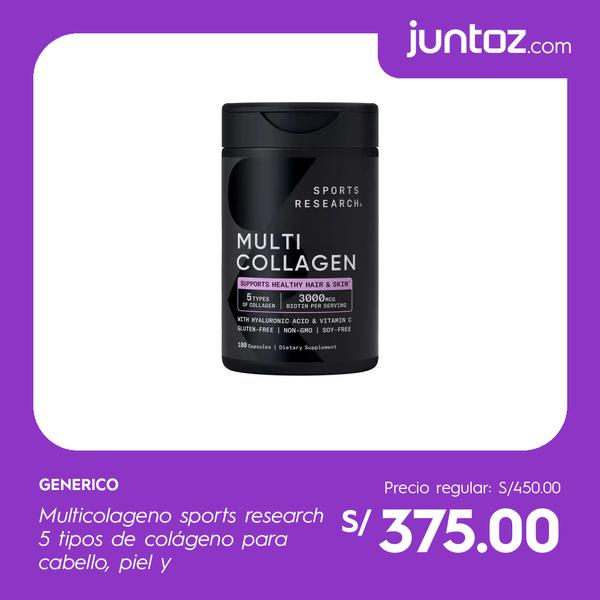 juntoz.com
SPORTS
RESEARCH®
MULTI
COLLAGEN
SUPPORTS HEALTHY HAIR & SKIN*
5 TYPES
OF COLLAGEN
3000MCG
BIOTIN PER SERVING
WITH HYALURONIC ACID & VITAMIN C
GLUTEN-FREE | NON-GMO | SOY-FREE
180 Capsules | Dietary Supplement
GENERICO
Multicolageno sports research
5 tipos de colágeno para
cabello, piel y
Precio regular: S/450.00
S/ 375.00